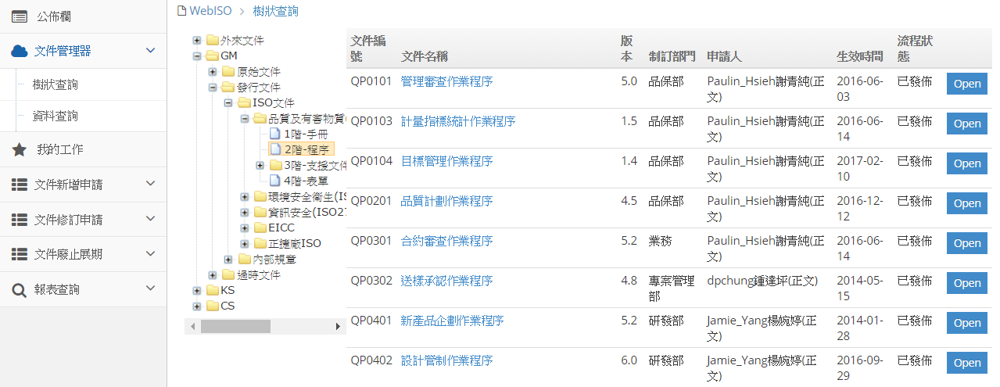 公佈欄
文件管理器
樹狀查詢
資料查詢
我的工作
文件新增申請
文件修訂申請
文件廢止展期
報表查詢
WebISO > 樹狀查詢
外來文件
GM
原始文件
發行文件
ISO文件
品質及有害物質(
1階-手冊
2階-程序
3階-支援文件
4階-表單
環境安全衛生(IS
資訊安全(ISO27
EICC
正捷廠ISO
內部規章
過時文件
KS
CS
文件編號 文件名稱 版本 制訂部門 申請人 生效時間 流程狀態
QP0101 管理審查作業程序 5.0 品保部 Paulin_Hsieh謝青純(正文) 2016-06-03 已發佈 Open
QP0103 計量指標統計作業程序 1.5 品保部 Paulin_Hsieh謝青純(正文) 2016-06-14 已發佈 Open
QP0104 目標管理作業程序 1.4 品保部 Paulin_Hsieh謝青純(正文) 2017-02-10 已發佈 Open
QP0201 品質計劃作業程序 4.5 品保部 Paulin_Hsieh謝青純(正文) 2016-12-12 已發佈 Open
QP0301 合約審查作業程序 5.2 業務 Paulin_Hsieh謝青純(正文) 2016-06-14 已發佈 Open
QP0302 送樣承認作業程序 4.8 專案管理部 dpchung鍾達坪(正文) 2014-05-15 已發佈 Open
QP0401 新產品企劃作業程序 5.2 研發部 Jamie_Yang楊婉婷(正文) 2014-01-28 已發佈 Open
QP0402 設計管制作業程序 6.0 研發部 Jamie_Yang楊婉婷(正文) 2016-09-29 已發佈 Open